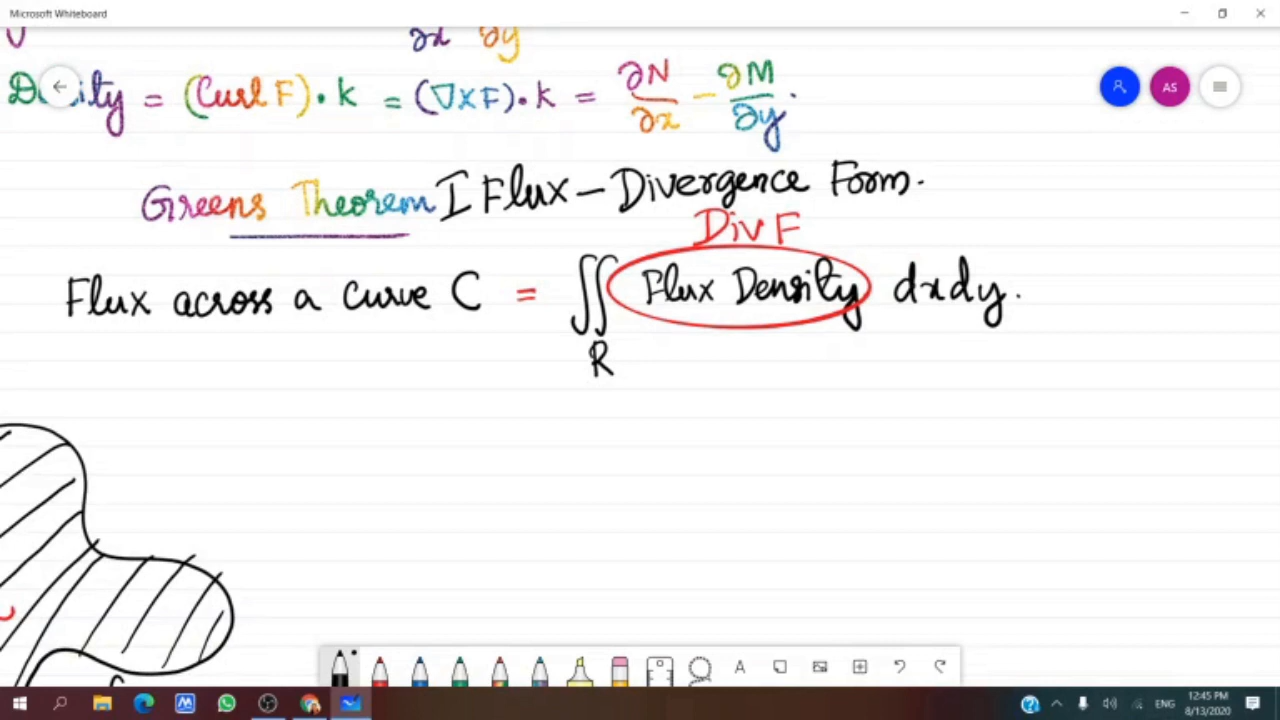 Microsoft Whiteboard
∂x ∂y
Density = (Curl F) • k = (∇XF) • k = ∂N/∂x - ∂M/∂y.
AS
Greens Theorem I Flux - Divergence Form.
Div F
Flux across a curve C = ∬ Flux Density dxdy.
R
A
ENG
12:45 PM
8/13/2020